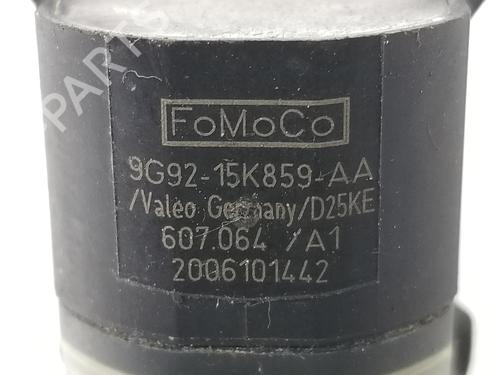 PARTS
FoMoCo
9G92-15K859-AA
/Valeo Germany/D25KE
607.064 /A1
2006101442